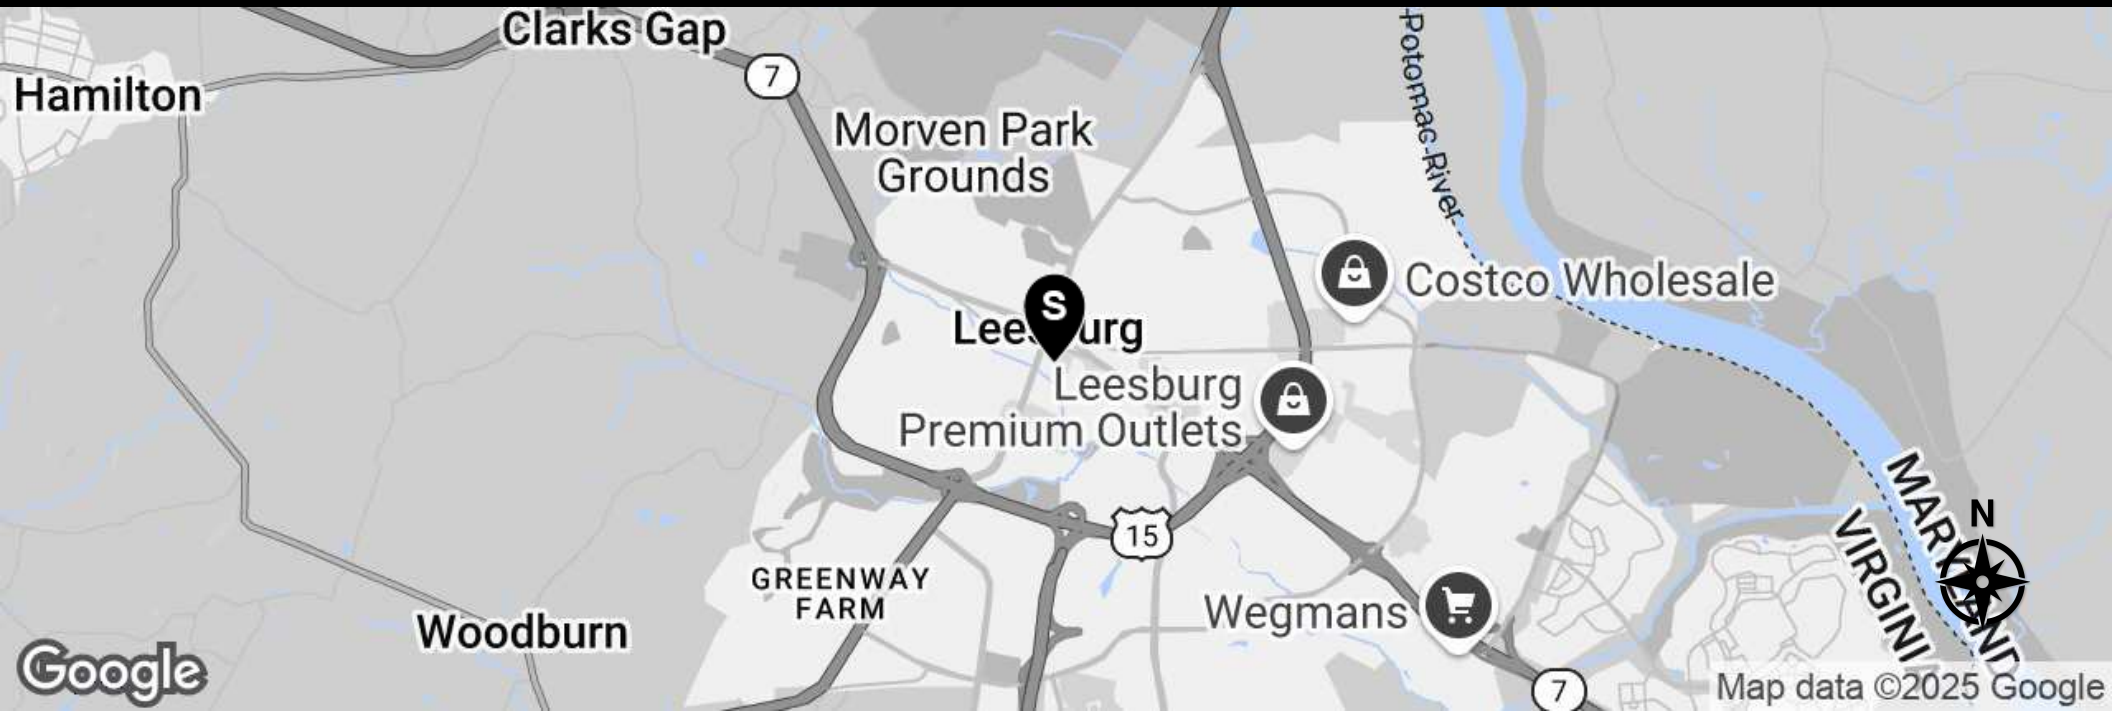 Clarks Gap
7
Hamilton
Potomac River
Morven Park
Grounds
Costco Wholesale
S
Leesburg
Leesburg
Premium Outlets
15
MARYLAND
VIRGINIA
N
GREENWAY
FARM
Wegmans
Woodburn
Google
7
Map data ©2025 Google